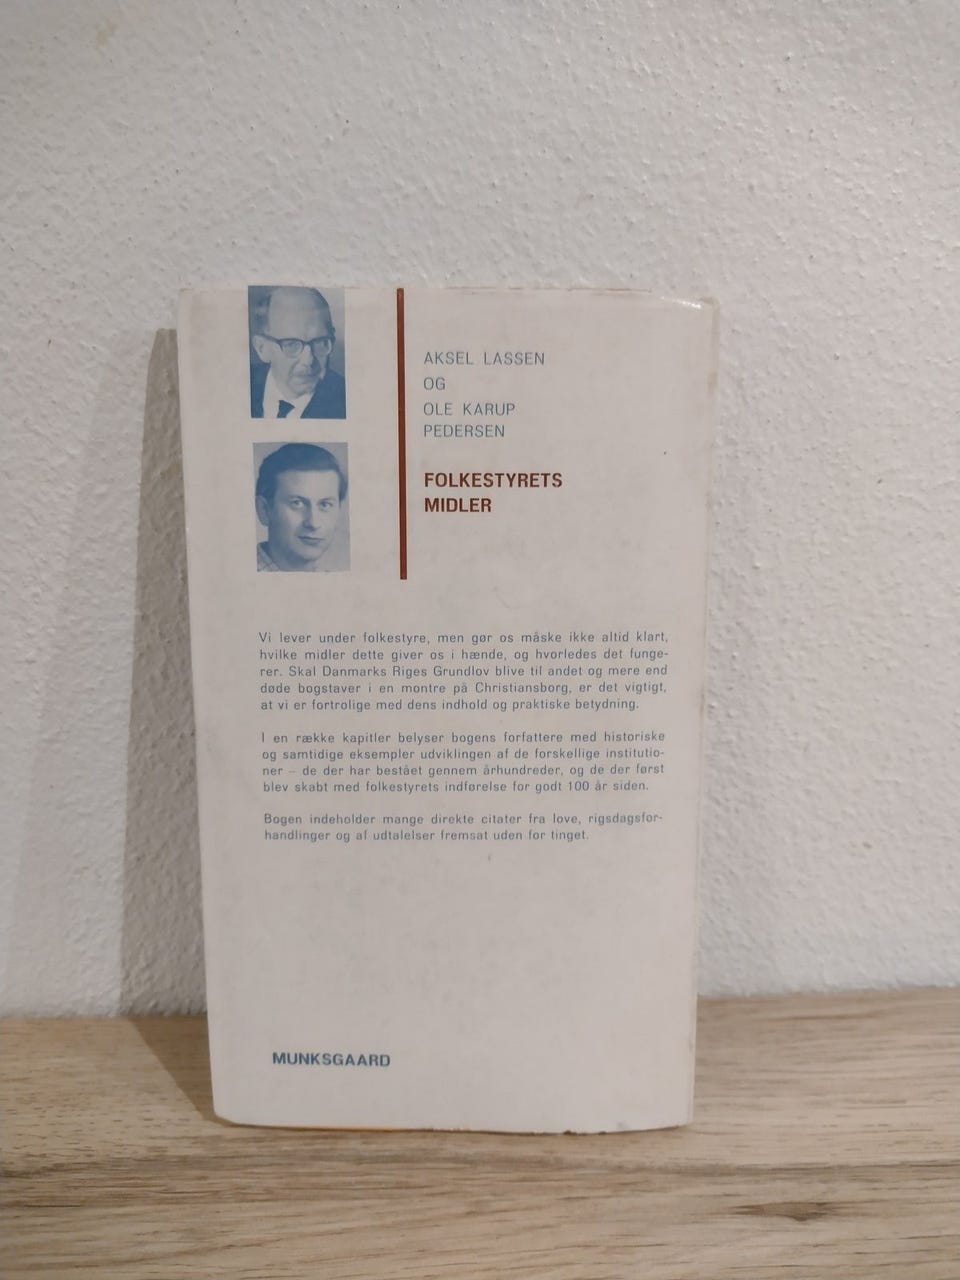 AKSEL LASSEN
OG
OLE KARUP
PEDERSEN
FOLKESTYRETS
MIDLER
Vi lever under folkestyre, men gør os måske ikke altid klart,
hvilke midler dette giver os i hænde, og hvorledes det funge-
rer. Skal Danmarks Riges Grundlov blive til andet og mere end
døde bogstaver i en montre på Christiansborg, er det vigtigt,
at vi er fortrolige med dens indhold og praktiske betydning.
I en række kapitler belyser bogens forfattere med historiske
og samtidige eksempler udviklingen af de forskellige institutio-
ner – de der har bestået gennem århundreder, og de der først
blev skabt med folkestyrets indførelse for godt 100 år siden.
Bogen indeholder mange direkte citater fra love, rigsdagsfor-
handlinger og af udtalelser fremsat uden for tinget.
MUNKSGAARD